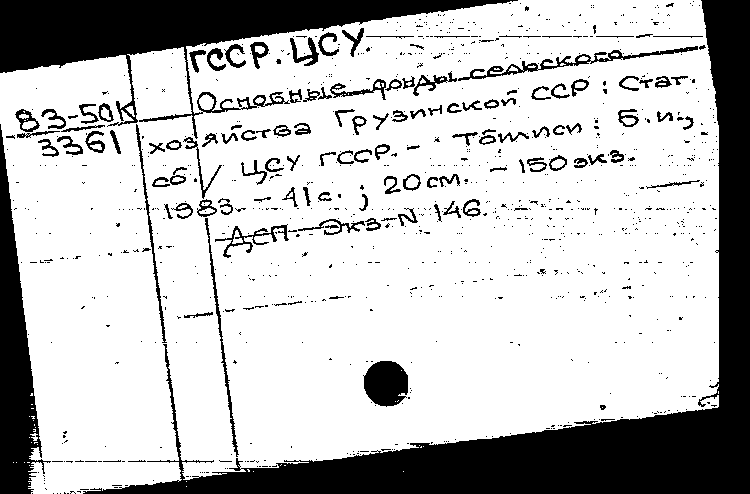 ГССР. ЦСУ.
83-50К
3361
Основные фонды сельского
хозяйства Грузинской ССР : Стат.
сб. / ЦСУ ГССР. - Тбилиси : Б.и.,
1983. - 41 с. ; 20 см. - 150 экз.
ДСП. Экз. N 146.